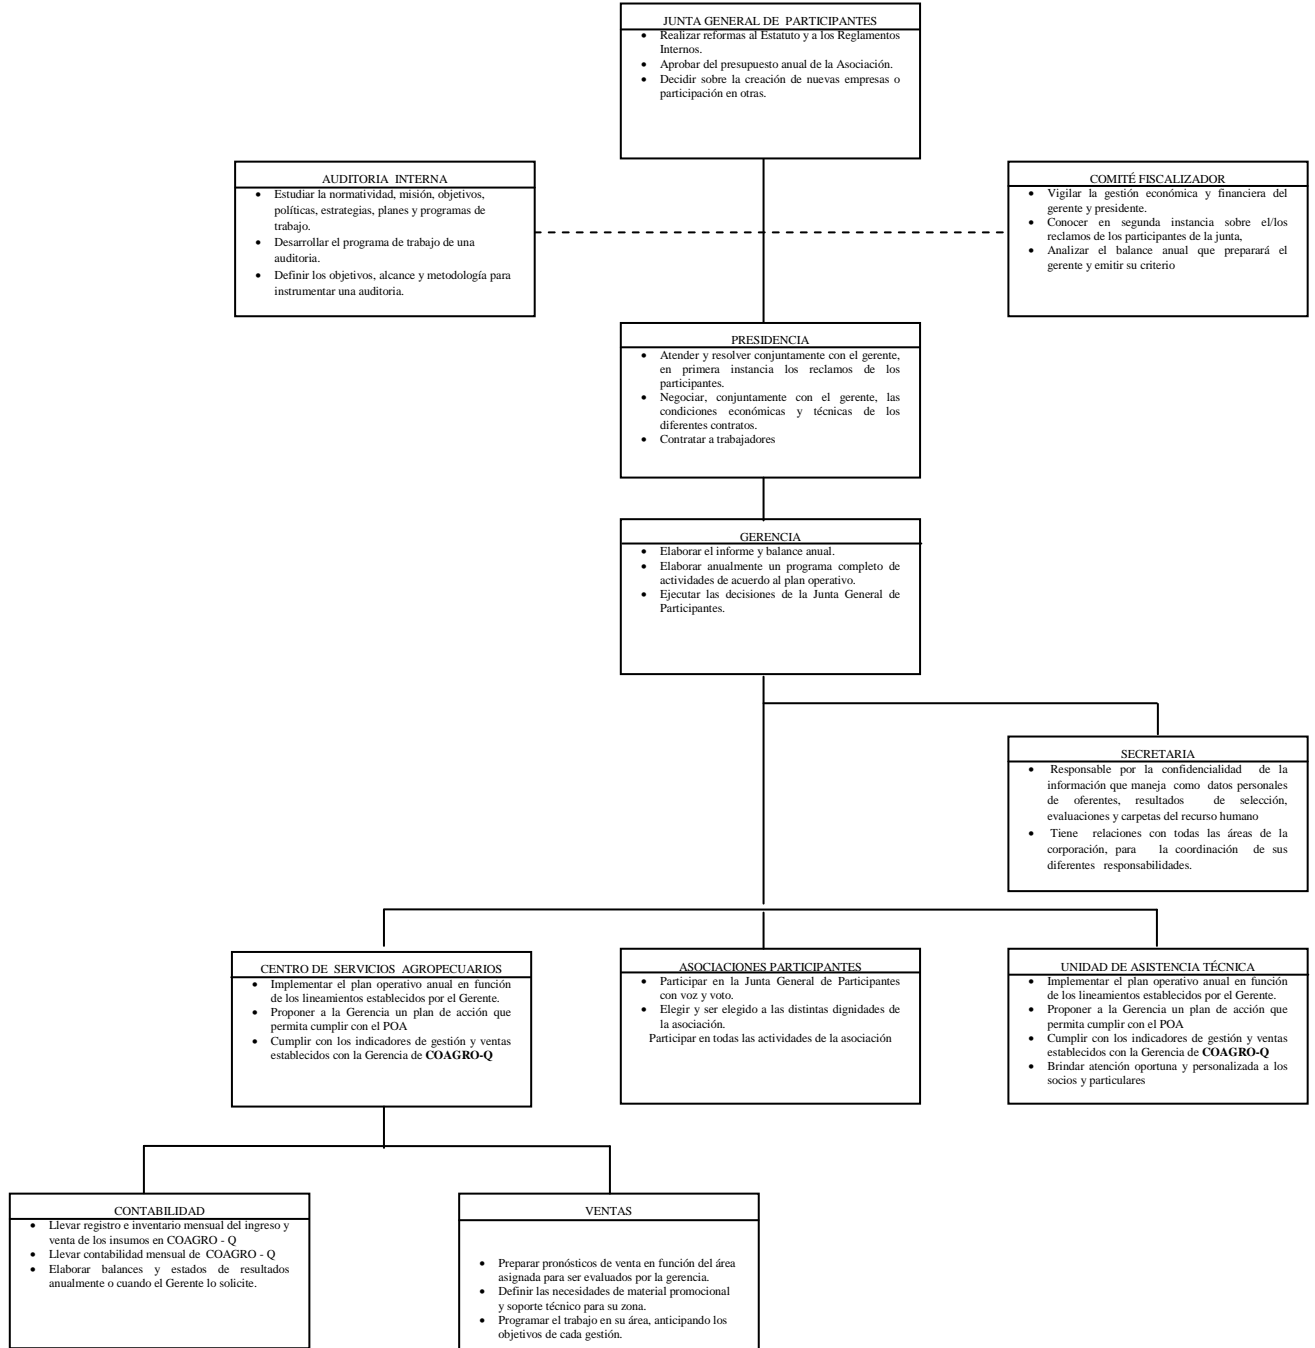 JUNTA GENERAL DE PARTICIPANTES
• Realizar reformas al Estatuto y a los Reglamentos
Internos.
• Aprobar del presupuesto anual de la Asociación.
• Decidir sobre la creación de nuevas empresas o
participación en otras.
AUDITORIA INTERNA
• Estudiar la normatividad, misión, objetivos,
políticas, estrategias, planes y programas de
trabajo.
• Desarrollar el programa de trabajo de una
auditoria.
• Definir los objetivos, alcance y metodología para
instrumentar una auditoria.
COMITÉ FISCALIZADOR
• Vigilar la gestión económica y financiera del
gerente y presidente.
• Conocer en segunda instancia sobre el/los
reclamos de los participantes de la junta,
• Analizar el balance anual que preparará el
gerente y emitir su criterio
PRESIDENCIA
• Atender y resolver conjuntamente con el gerente,
en primera instancia los reclamos de los
participantes.
• Negociar, conjuntamente con el gerente, las
condiciones económicas y técnicas de los
diferentes contratos.
• Contratar a trabajadores
GERENCIA
• Elaborar el informe y balance anual.
• Elaborar anualmente un programa completo de
actividades de acuerdo al plan operativo.
• Ejecutar las decisiones de la Junta General de
Participantes.
SECRETARIA
• Responsable por la confidencialidad de la
información que maneja como datos personales
de oferentes, resultados de selección,
evaluaciones y carpetas del recurso humano
• Tiene relaciones con todas las áreas de la
corporación, para la coordinación de sus
diferentes responsabilidades.
CENTRO DE SERVICIOS AGROPECUARIOS
• Implementar el plan operativo anual en función
de los lineamientos establecidos por el Gerente.
• Proponer a la Gerencia un plan de acción que
permita cumplir con el POA
• Cumplir con los indicadores de gestión y ventas
establecidos con la Gerencia de COAGRO-Q
ASOCIACIONES PARTICIPANTES
• Participar en la Junta General de Participantes
con voz y voto.
• Elegir y ser elegido a las distintas dignidades de
la asociación.
Participar en todas las actividades de la asociación
UNIDAD DE ASISTENCIA TÉCNICA
• Implementar el plan operativo anual en función
de los lineamientos establecidos por el Gerente.
• Proponer a la Gerencia un plan de acción que
permita cumplir con el POA
• Cumplir con los indicadores de gestión y ventas
establecidos con la Gerencia de COAGRO-Q
• Brindar atención oportuna y personalizada a los
socios y particulares
CONTABILIDAD
• Llevar registro e inventario mensual del ingreso y
venta de los insumos en COAGRO - Q
• Llevar contabilidad mensual de COAGRO - Q
• Elaborar balances y estados de resultados
anualmente o cuando el Gerente lo solicite.
VENTAS
• Preparar pronósticos de venta en función del área
asignada para ser evaluados por la gerencia.
• Definir las necesidades de material promocional
y soporte técnico para su zona.
• Programar el trabajo en su área, anticipando los
objetivos de cada gestión.